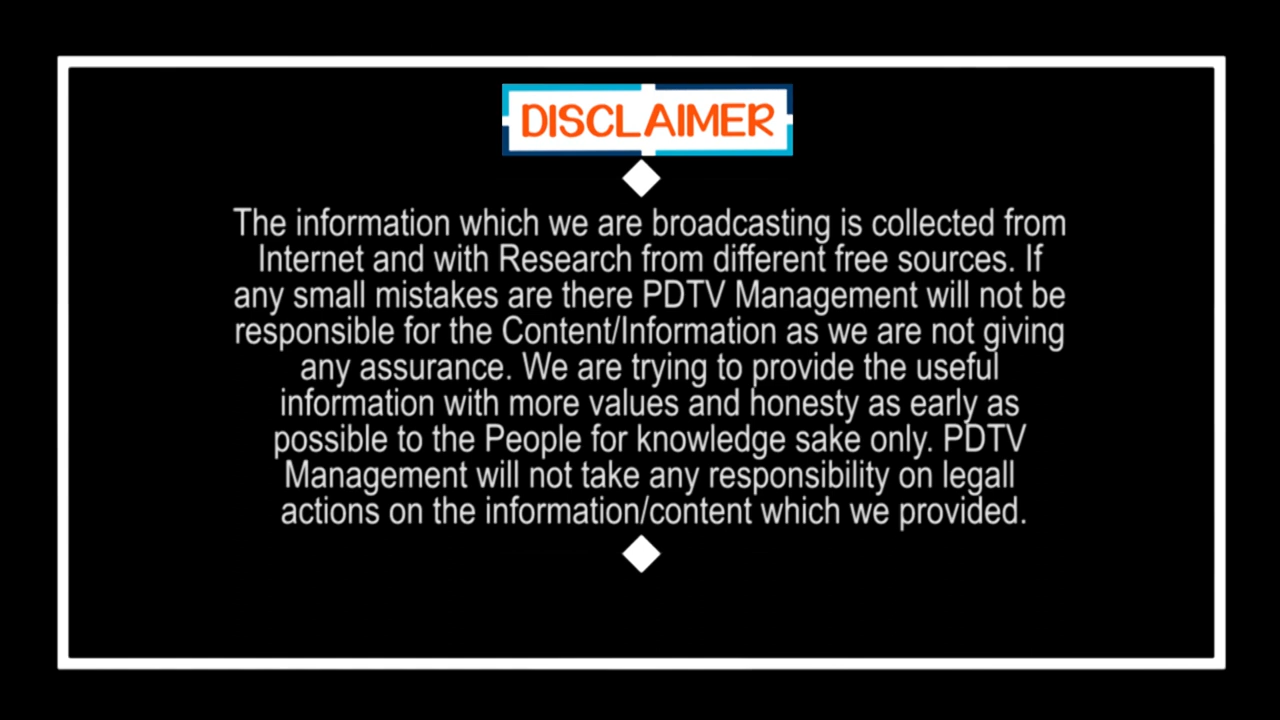 DISCLAIMER
The information which we are broadcasting is collected from
Internet and with Research from different free sources. If
any small mistakes are there PDTV Management will not be
responsible for the Content/Information as we are not giving
any assurance. We are trying to provide the useful
information with more values and honesty as early as
possible to the People for knowledge sake only. PDTV
Management will not take any responsibility on legall
actions on the information/content which we provided.